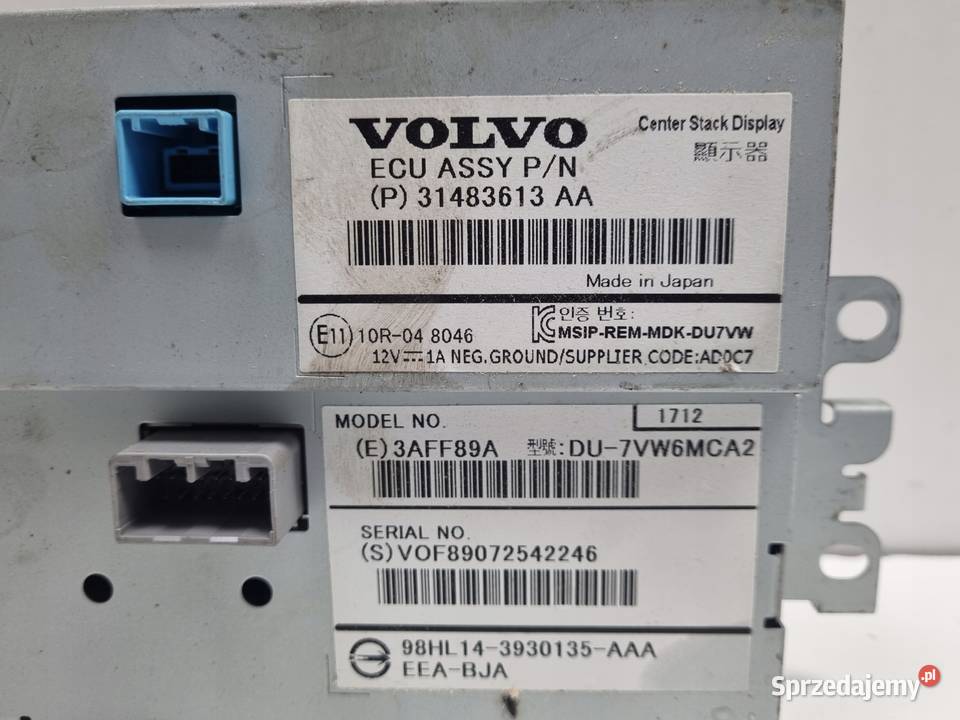 VOLVO
Center Stack Display
顯示器
ECU ASSY P/N
(P) 31483613 AA
Made in Japan
E11 10R-04 8046
인증 번호:
MSIP-REM-MDK-DU7VW
12V⎓1A NEG.GROUND/SUPPLIER CODE:AD0C7
MODEL NO.
1712
(E)3AFF89A 型號:DU-7VW6MCA2
SERIAL NO.
(S)VOF89072542246
98HL14-3930135-AAA
EEA-BJA
Sprzedajemy.pl